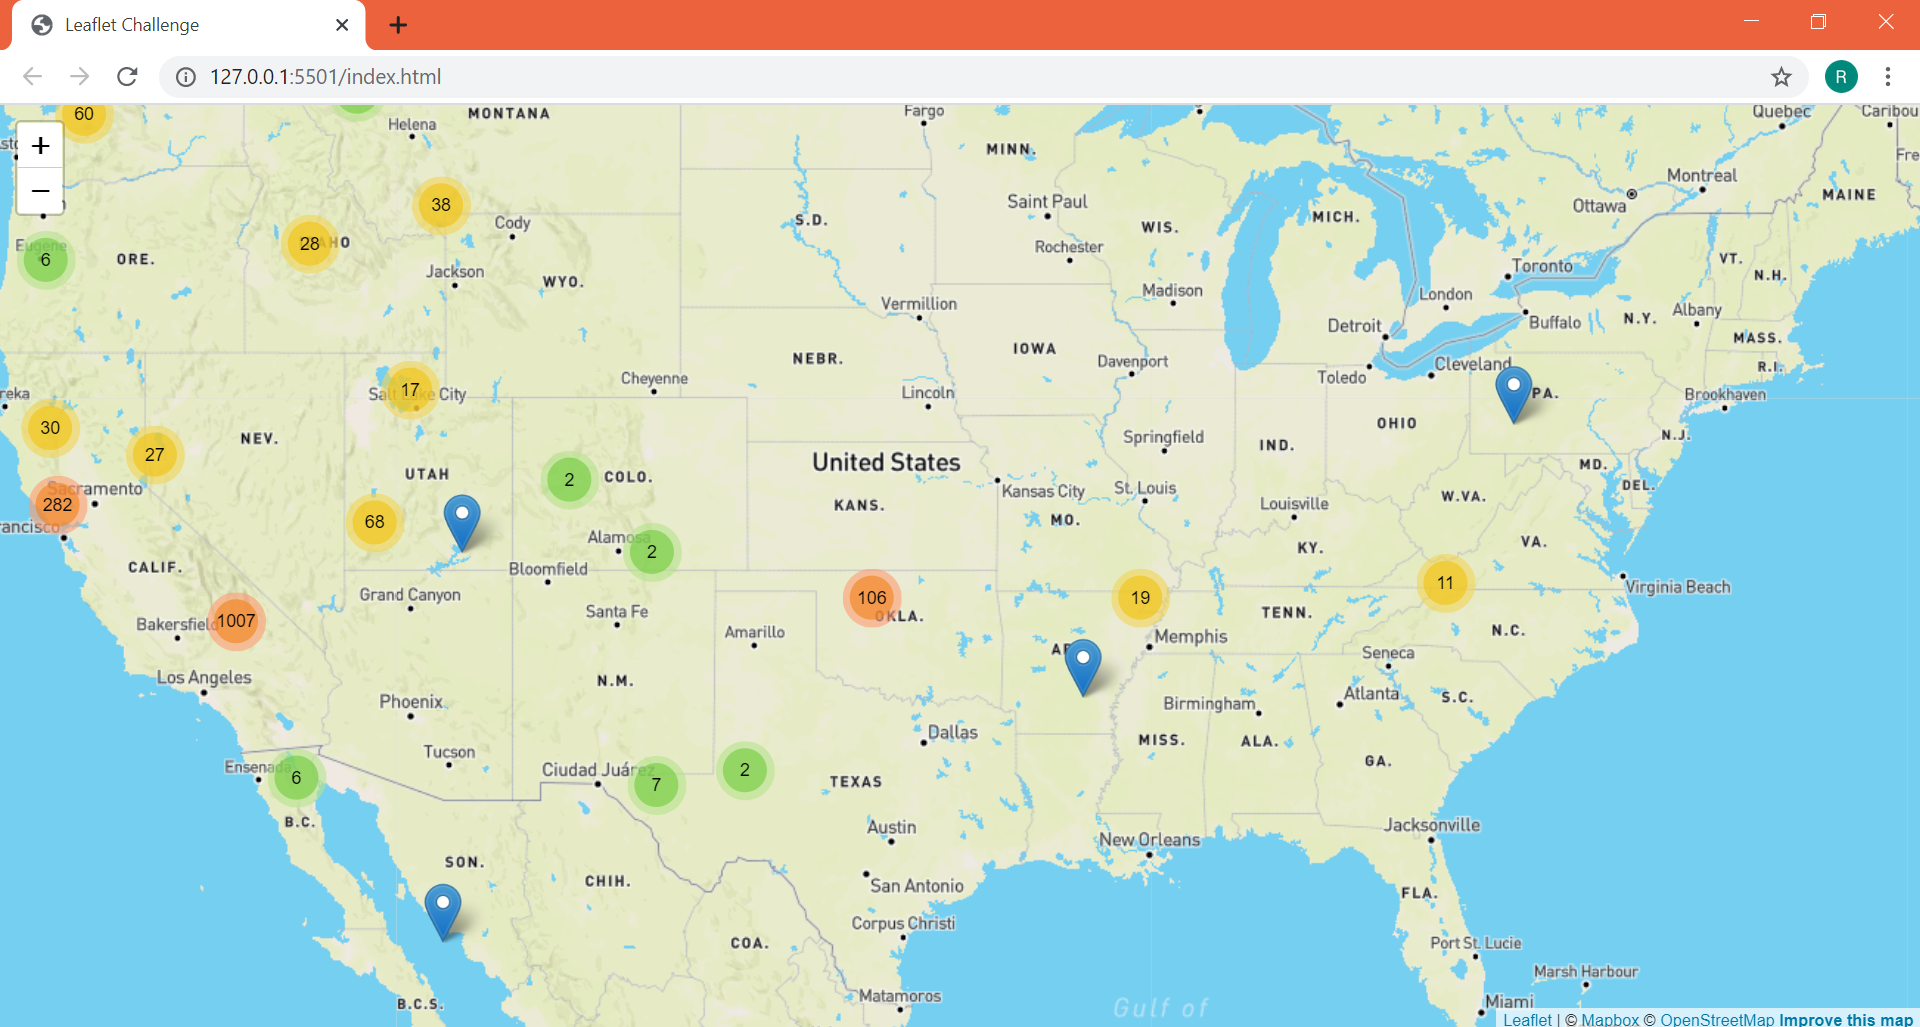 Leaflet Challenge
127.0.0.1:5501/index.html
R
60
+
−
Helena
MONTANA
Fargo
MINN.
Quebec
Caribou
38
Cody
S.D.
Saint Paul
WIS.
MICH.
Montreal
Ottawa
MAINE
28
Eugene
6
ORE.
Jackson
WYO.
Rochester
Toronto
VT.
N.H.
Vermillion
Madison
London
Detroit
Buffalo
N.Y.
Albany
MASS.
NEBR.
IOWA
Davenport
Toledo
Cleveland
R.I.
17
Salt Lake City
Cheyenne
Lincoln
PA.
Brookhaven
30
27
NEV.
UTAH
2
COLO.
United States
Springfield
IND.
OHIO
N.J.
MD.
DEL.
Sacramento
282
68
KANS.
Kansas City
St. Louis
MO.
Louisville
W.VA.
Alamosa
2
KY.
VA.
CALIF.
Bloomfield
Grand Canyon
Santa Fe
106
OKLA.
19
11
Virginia Beach
Bakersfield
1007
Amarillo
Memphis
TENN.
N.C.
Los Angeles
N.M.
Seneca
Phoenix
Birmingham
Atlanta
S.C.
Tucson
Dallas
MISS.
ALA.
GA.
Ensenada
6
Ciudad Juárez
7
2
TEXAS
B.C.
Austin
New Orleans
Jacksonville
SON.
CHIH.
San Antonio
FLA.
Corpus Christi
COA.
Port St. Lucie
Marsh Harbour
B.C.S.
Matamoros
Gulf of
Miami
Leaflet | © Mapbox © OpenStreetMap Improve this map